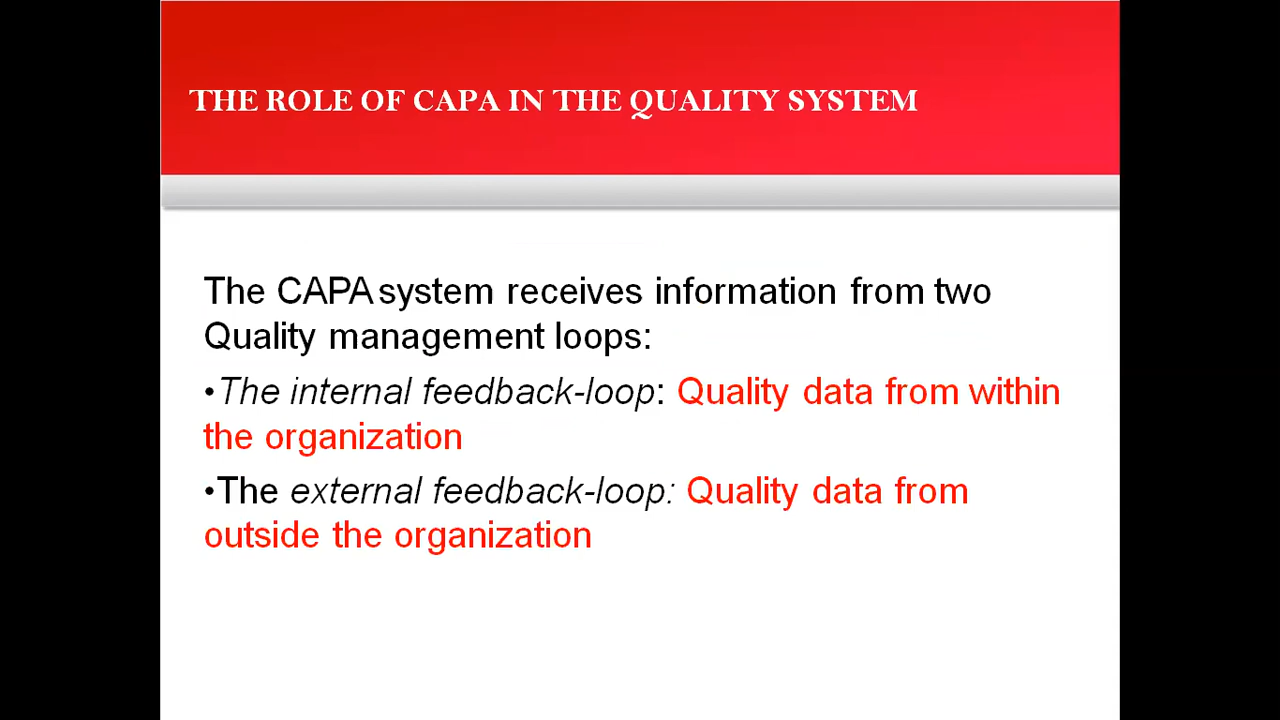 THE ROLE OF CAPA IN THE QUALITY SYSTEM
The CAPA system receives information from two
Quality management loops:
•The internal feedback-loop: Quality data from within
the organization
•The external feedback-loop: Quality data from
outside the organization